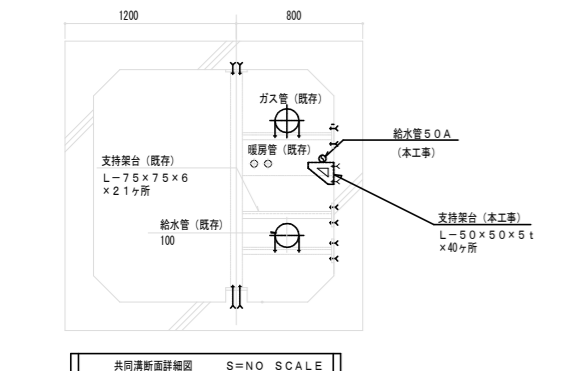 1200
800
ガス管（既存）
給水管５０Ａ
（本工事）
暖房管（既存）
支持架台（既存）
Ｌ－７５×７５×６
×２１ヶ所
支持架台（本工事）
Ｌ－５０×５０×５ｔ
×40ヶ所
給水管（既存）
100
共同溝断面詳細図　Ｓ＝ＮＯ　ＳＣＡＬＥ